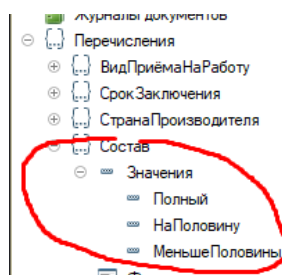 Журналы документов
Перечисления
ВидПриёмаНаРаботу
СрокЗаключения
СтранаПроизводителя
Состав
Значения
Полный
НаПоловину
МеньшеПоловины